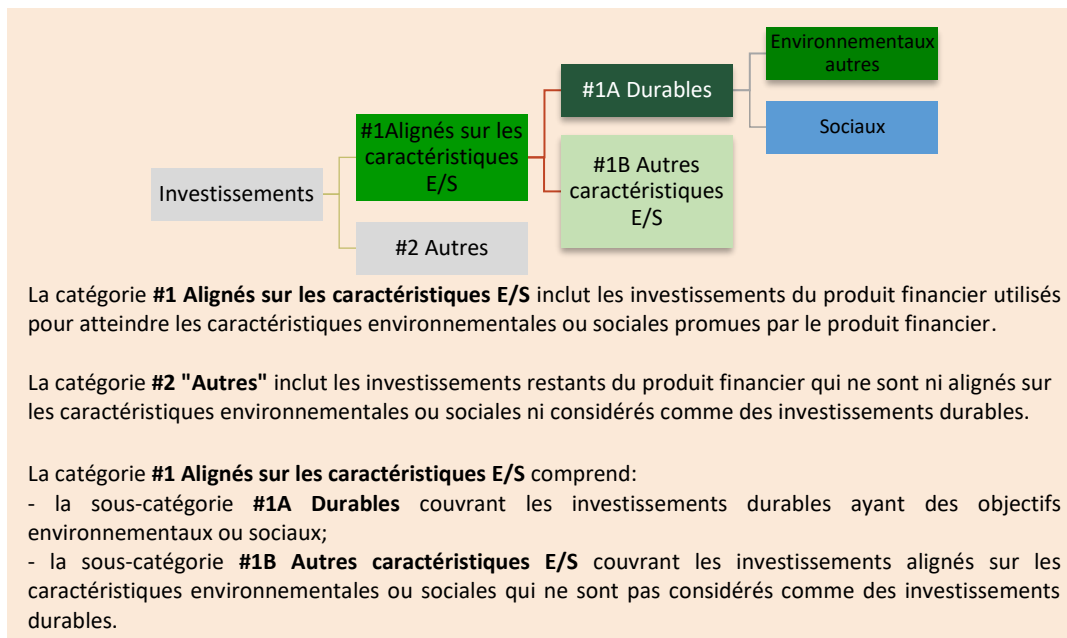 Environnementaux
autres
#1A Durables
#1Alignés sur les
caractéristiques
E/S
Sociaux
#1B Autres
caractéristiques
E/S
Investissements
#2 Autres
La catégorie #1 Alignés sur les caractéristiques E/S inclut les investissements du produit financier utilisés
pour atteindre les caractéristiques environnementales ou sociales promues par le produit financier.
La catégorie #2 "Autres" inclut les investissements restants du produit financier qui ne sont ni alignés sur
les caractéristiques environnementales ou sociales ni considérés comme des investissements durables.
La catégorie #1 Alignés sur les caractéristiques E/S comprend:
- la sous-catégorie #1A Durables couvrant les investissements durables ayant des objectifs
environnementaux ou sociaux;
- la sous-catégorie #1B Autres caractéristiques E/S couvrant les investissements alignés sur les
caractéristiques environnementales ou sociales qui ne sont pas considérés comme des investissements
durables.